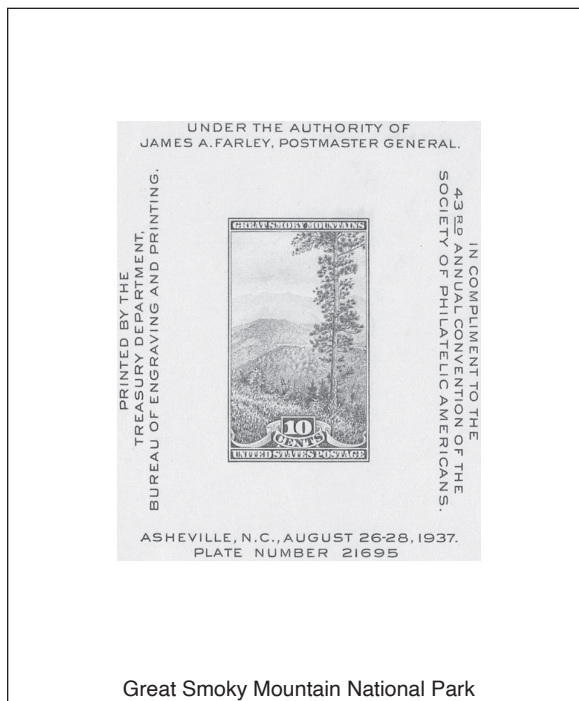 UNDER THE AUTHORITY OF
JAMES A. FARLEY, POSTMASTER GENERAL.
PRINTED BY THE
TREASURY DEPARTMENT,
BUREAU OF ENGRAVING AND PRINTING.
GREAT SMOKY MOUNTAINS
10
CENTS
UNITED STATES POSTAGE
IN COMPLIMENT TO THE
43RD ANNUAL CONVENTION OF THE
SOCIETY OF PHILATELIC AMERICANS.
ASHEVILLE, N.C., AUGUST 26-28, 1937.
PLATE NUMBER 21695
Great Smoky Mountain National Park